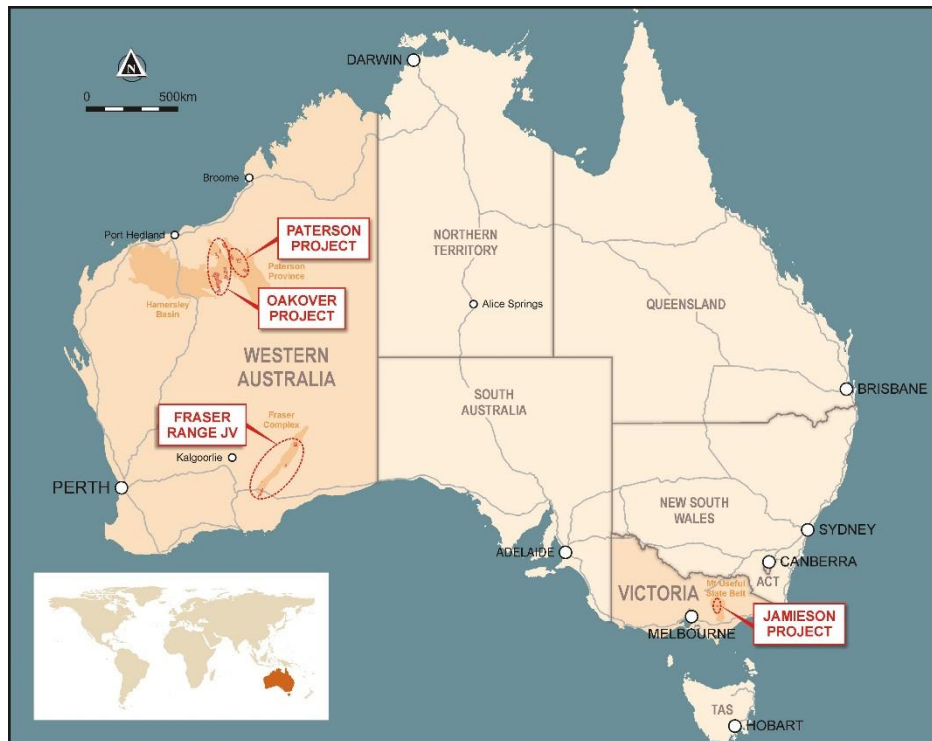 DARWIN
N
0 500km
Broome
Port Hedland
PATERSON
PROJECT
NORTHERN
TERRITORY
Paterson
Province
OAKOVER
PROJECT
Hamersley
Basin
Alice Springs
QUEENSLAND
WESTERN
AUSTRALIA
SOUTH
AUSTRALIA
BRISBANE
FRASER
RANGE JV
Fraser
Complex
Kalgoorlie
PERTH
NEW SOUTH
WALES
SYDNEY
ADELAIDE
CANBERRA
ACT
VICTORIA
Mt Useful
Slate Belt
JAMIESON
PROJECT
MELBOURNE
TAS
HOBART